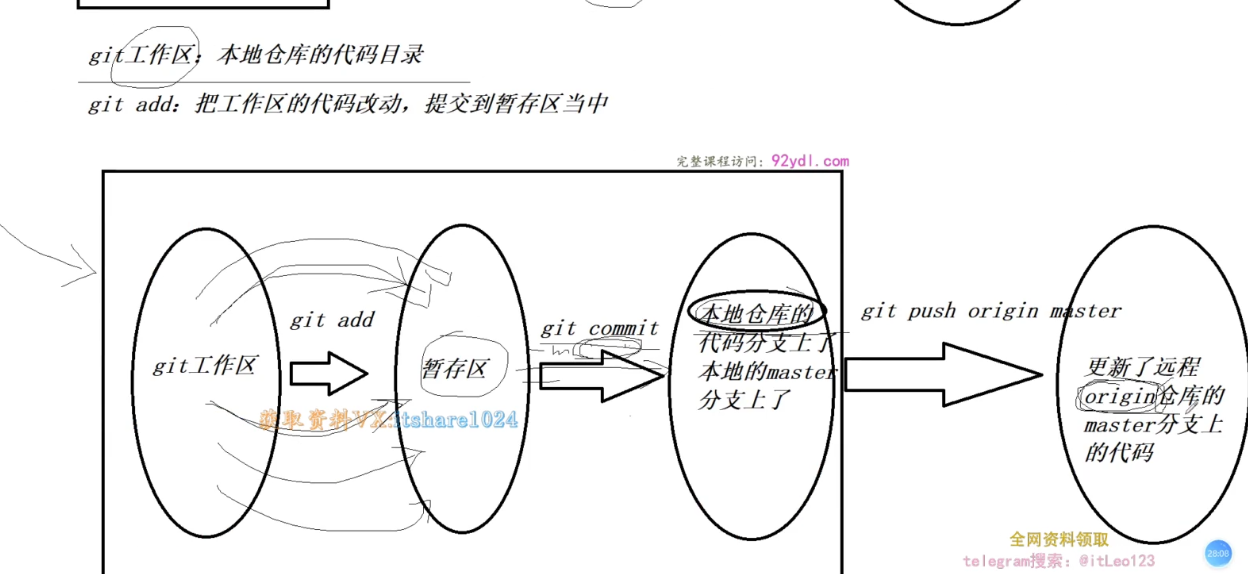 git工作区：本地仓库的代码目录
git add：把工作区的代码改动，提交到暂存区当中
完整课程访问：92ydl.com
git工作区
git add
暂存区
git commit
本地仓库的
代码分支上了
本地的master
分支上了
git push origin master
更新了远程
origin仓库的
master分支上
的代码
获取资料VX:itshare1024
全网资料领取
telegram搜索：@itLeo123
28:08